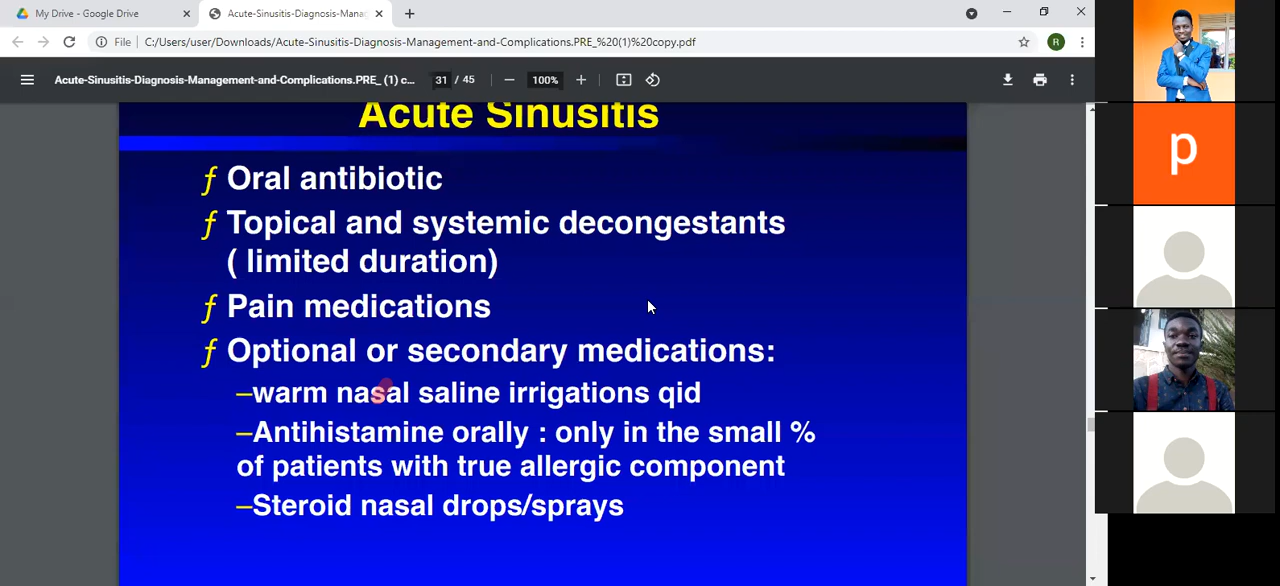 My Drive - Google Drive
Acute-Sinusitis-Diagnosis-Mana
File
C:/Users/user/Downloads/Acute-Sinusitis-Diagnosis-Management-and-Complications.PRE_%20(1)%20copy.pdf
R
Acute-Sinusitis-Diagnosis-Management-and-Complications.PRE_ (1) c...
31 / 45
100%
Acute Sinusitis
ƒ Oral antibiotic
ƒ Topical and systemic decongestants
( limited duration)
ƒ Pain medications
ƒ Optional or secondary medications:
–warm nasal saline irrigations qid
–Antihistamine orally : only in the small %
of patients with true allergic component
–Steroid nasal drops/sprays
p